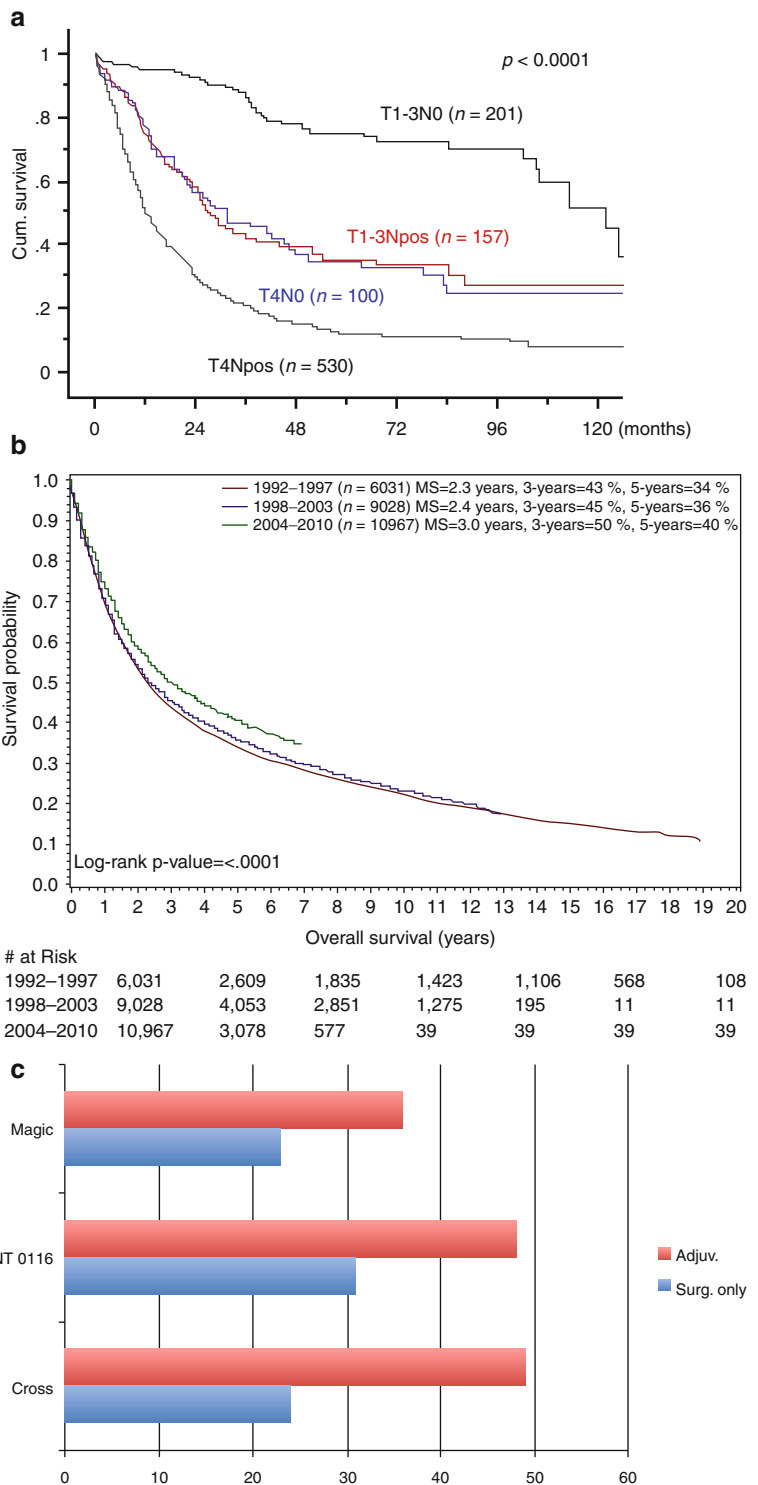 a
p < 0.0001
1
.8
.6
.4
.2
0
Cum. survival
T1-3N0 (n = 201)
T1-3Npos (n = 157)
T4N0 (n = 100)
T4Npos (n = 530)
0 24 48 72 96 120 (months)
b
1.0
0.9
0.8
0.7
0.6
0.5
0.4
0.3
0.2
0.1
0.0
Survival probability
1992–1997 (n = 6031) MS=2.3 years, 3-years=43 %, 5-years=34 %
1998–2003 (n = 9028) MS=2.4 years, 3-years=45 %, 5-years=36 %
2004–2010 (n = 10967) MS=3.0 years, 3-years=50 %, 5-years=40 %
Log-rank p-value=<.0001
0 1 2 3 4 5 6 7 8 9 10 11 12 13 14 15 16 17 18 19 20
Overall survival (years)
# at Risk
1992–1997 6,031 2,609 1,835 1,423 1,106 568 108
1998–2003 9,028 4,053 2,851 1,275 195 11 11
2004–2010 10,967 3,078 577 39 39 39 39
c
Magic
NT 0116
Cross
Adjuv.
Surg. only
0 10 20 30 40 50 60